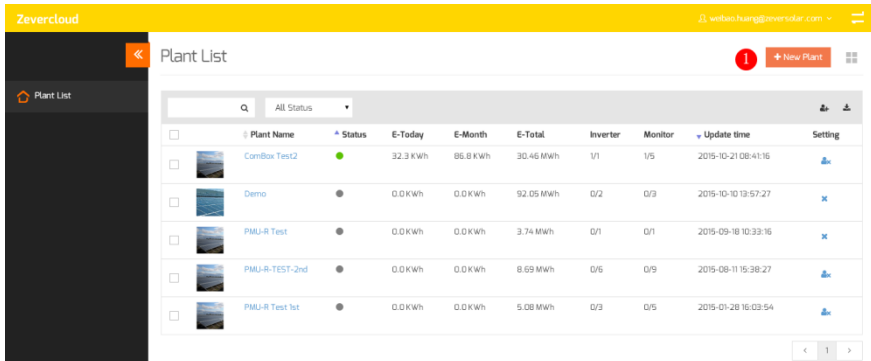 Zevercloud
weibao.huang@zeversolar.com
Plant List
1
+ New Plant
Plant List
All Status
Plant Name Status E-Today E-Month E-Total Inverter Monitor Update time Setting
ComBox Test2 32.3 KWh 86.8 KWh 30.46 MWh 1/1 1/5 2015-10-21 08:41:16
Demo 0.0 KWh 0.0 KWh 92.05 MWh 0/2 0/3 2015-10-10 13:57:27
PMU-R Test 0.0 KWh 0.0 KWh 3.74 MWh 0/1 0/1 2015-09-18 10:33:16
PMU-R-TEST-2nd 0.0 KWh 0.0 KWh 8.69 MWh 0/6 0/9 2015-08-11 15:38:27
PMU-R Test 1st 0.0 KWh 0.0 KWh 5.08 MWh 0/3 0/5 2015-01-28 16:03:54
< 1 >